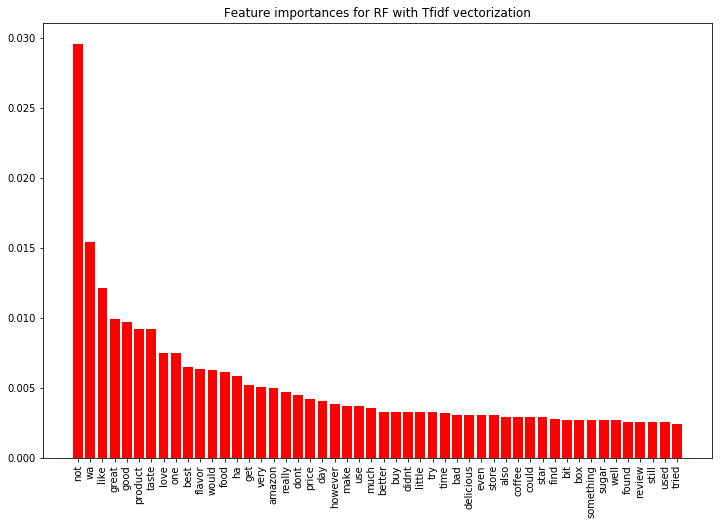 Feature importances for RF with Tfidf vectorization
0.030
0.025
0.020
0.015
0.010
0.005
0.000
not
wa
like
great
good
product
taste
love
one
best
flavor
would
food
ha
get
very
amazon
really
dont
price
day
however
make
use
much
better
buy
didnt
little
try
time
bad
delicious
even
store
also
coffee
could
star
find
bit
box
something
sugar
well
found
review
still
used
tried